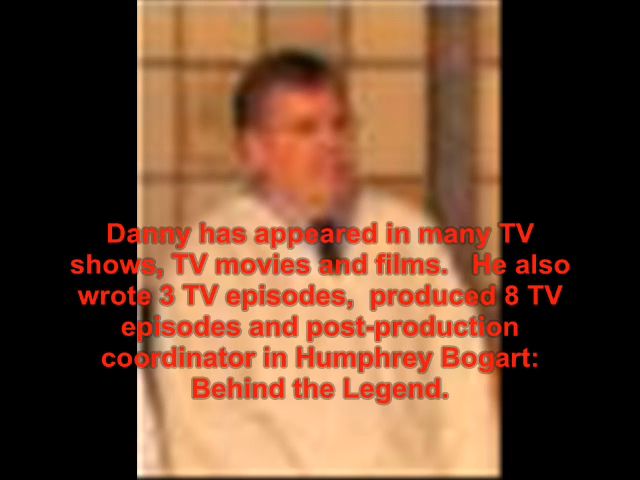 Danny has appeared in many TV
shows, TV movies and films.   He also
wrote 3 TV episodes,  produced 8 TV
episodes and post-production
coordinator in Humphrey Bogart:
Behind the Legend.